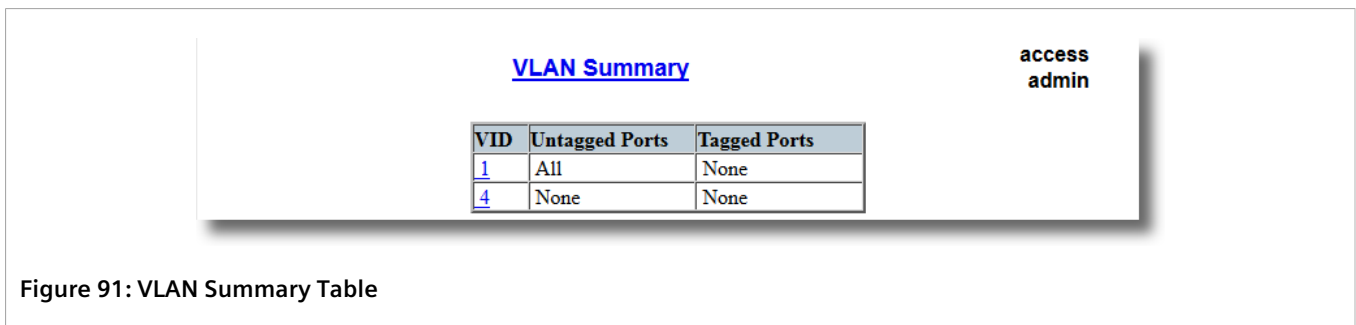 VLAN Summary
access
admin
VID Untagged Ports Tagged Ports
1 All None
4 None None
Figure 91: VLAN Summary Table